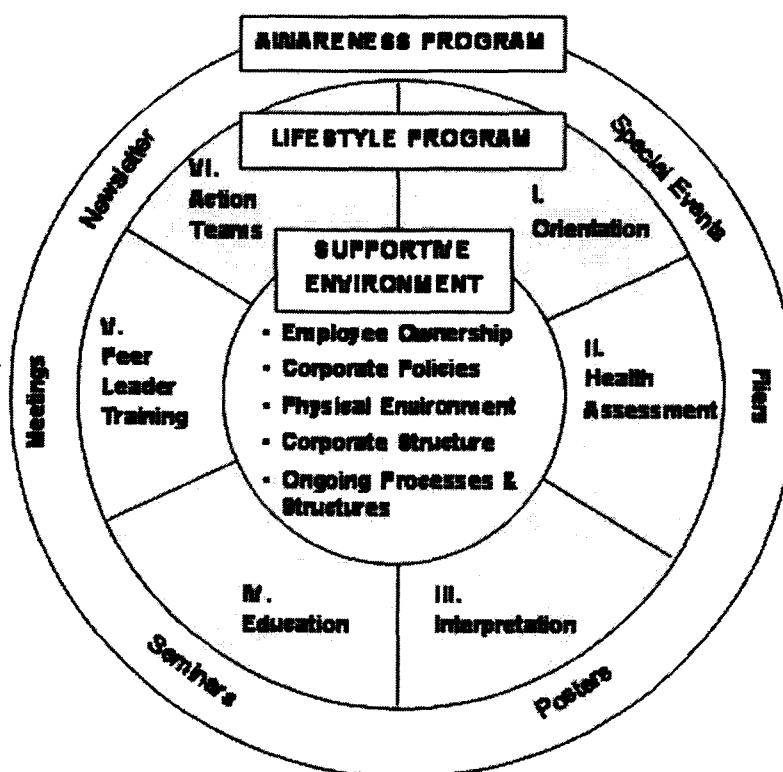 AWARENESS PROGRAM
LIFESTYLE PROGRAM
SUPPORTIVE
ENVIRONMENT
• Employee Ownership
• Corporate Policies
• Physical Environment
• Corporate Structure
• Ongoing Processes &
Structures
I.
Orientation
II.
Health
Assessment
III.
Interpretation
IV.
Education
V.
Peer
Leader
Training
VI.
Action
Teams
Special Events
Fliers
Posters
Seminars
Meetings
Newsletter